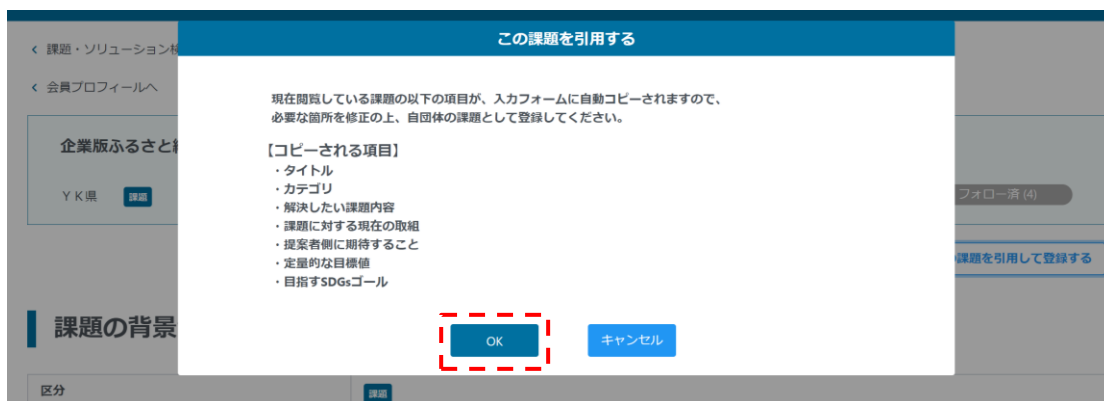 この課題を引用する
< 課題・ソリューション検
< 会員プロフィールへ
現在閲覧している課題の以下の項目が、入力フォームに自動コピーされますので、
必要な箇所を修正の上、自団体の課題として登録してください。
【コピーされる項目】
・タイトル
・カテゴリ
・解決したい課題内容
・課題に対する現在の取組
・提案者側に期待すること
・定量的な目標値
・目指すSDGsゴール
企業版ふるさと
ＹＫ県 課題
フォロー済 (4)
課題を引用して登録する
OK キャンセル
課題の背景
区分 課題